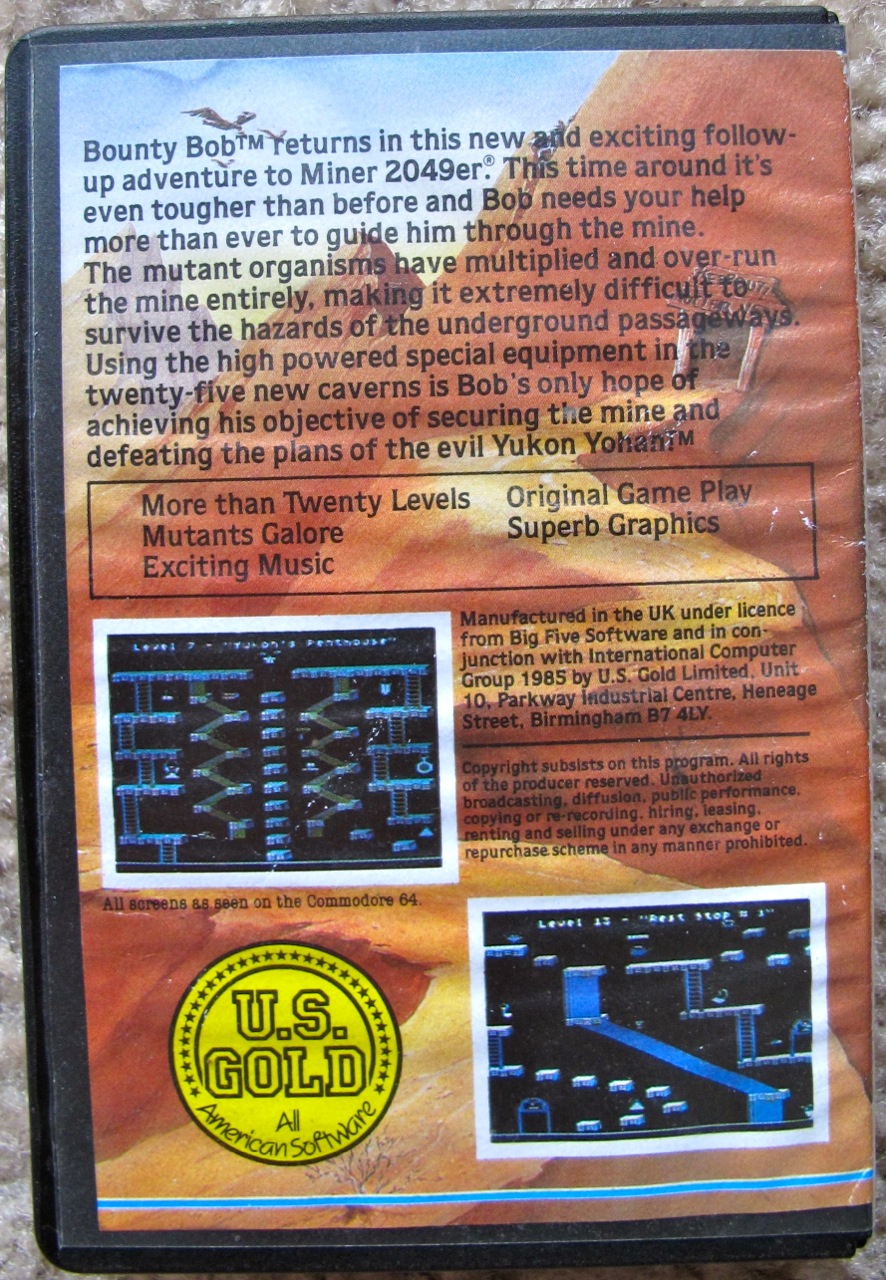 Bounty Bob™ returns in this new and exciting follow-
up adventure to Miner 2049er.® This time around it's
even tougher than before and Bob needs your help
more than ever to guide him through the mine.
The mutant organisms have multiplied and over-run
the mine entirely, making it extremely difficult to
survive the hazards of the underground passageways.
Using the high powered special equipment in the
twenty-five new caverns is Bob's only hope of
achieving his objective of securing the mine and
defeating the plans of the evil Yukon Yohan™
More than Twenty Levels
Mutants Galore
Exciting Music
Original Game Play
Superb Graphics
Level 7 - "Yukon's Penthouse"
Manufactured in the UK under licence
from Big Five Software and in con-
junction with International Computer
Group 1985 by U.S. Gold Limited, Unit
10, Parkway Industrial Centre, Heneage
Street, Birmingham B7 4LY.
Copyright subsists on this program. All rights
of the producer reserved. Unauthorized
broadcasting, diffusion, public performance,
copying or re-recording, hiring, leasing,
renting and selling under any exchange or
repurchase scheme in any manner prohibited.
All screens as seen on the Commodore 64.
Level 13 - "Rest Stop # 1"
U.S.
GOLD
All
American Software